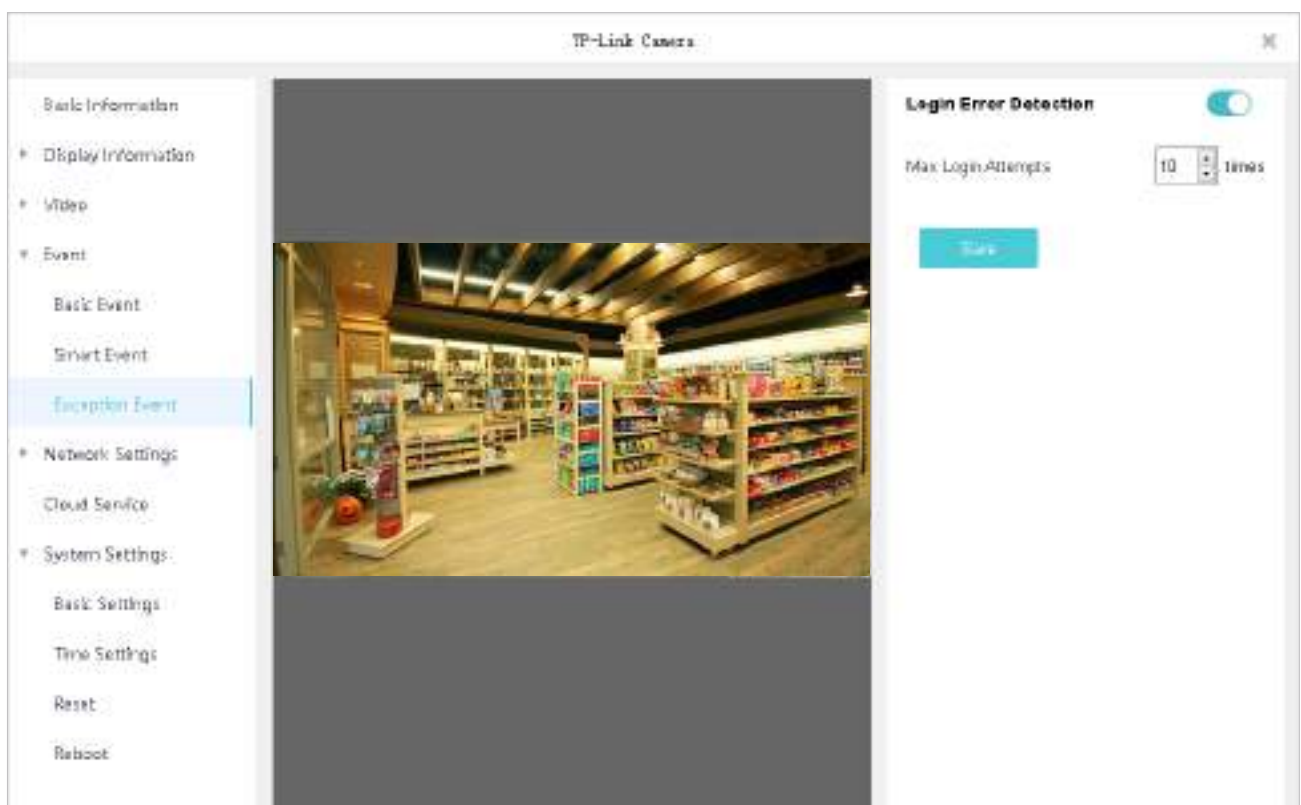 TP-Link Camera
Basic Information
Display Information
Video
Event
Basic Event
Smart Event
Exception Event
Network Settings
Cloud Service
System Settings
Basic Settings
Time Settings
Reset
Reboot
Login Error Detection
Max Login Attempts 10 times
Save